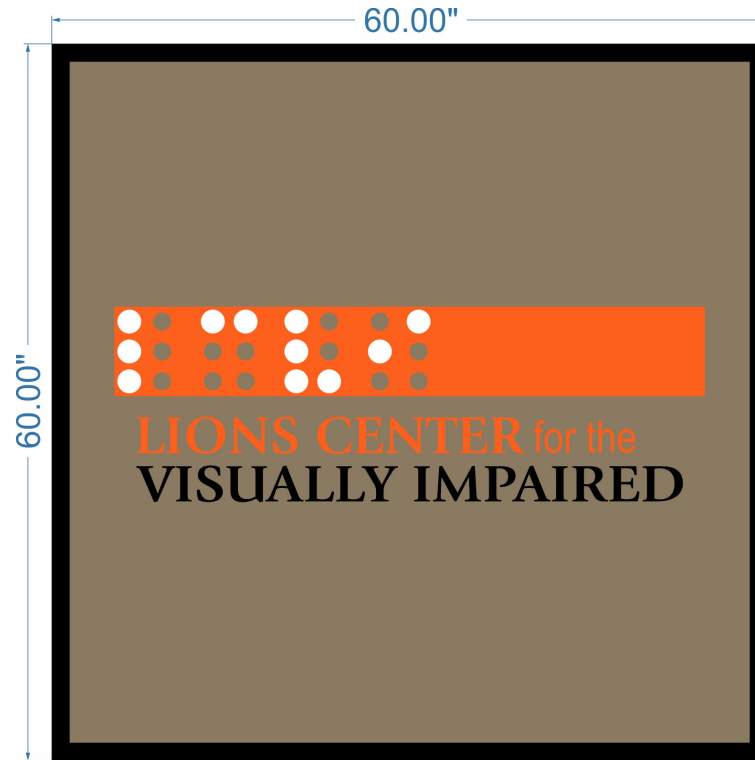 60.00"
60.00"
⠇⠉⠧⠊
LIONS CENTER for the
VISUALLY IMPAIRED